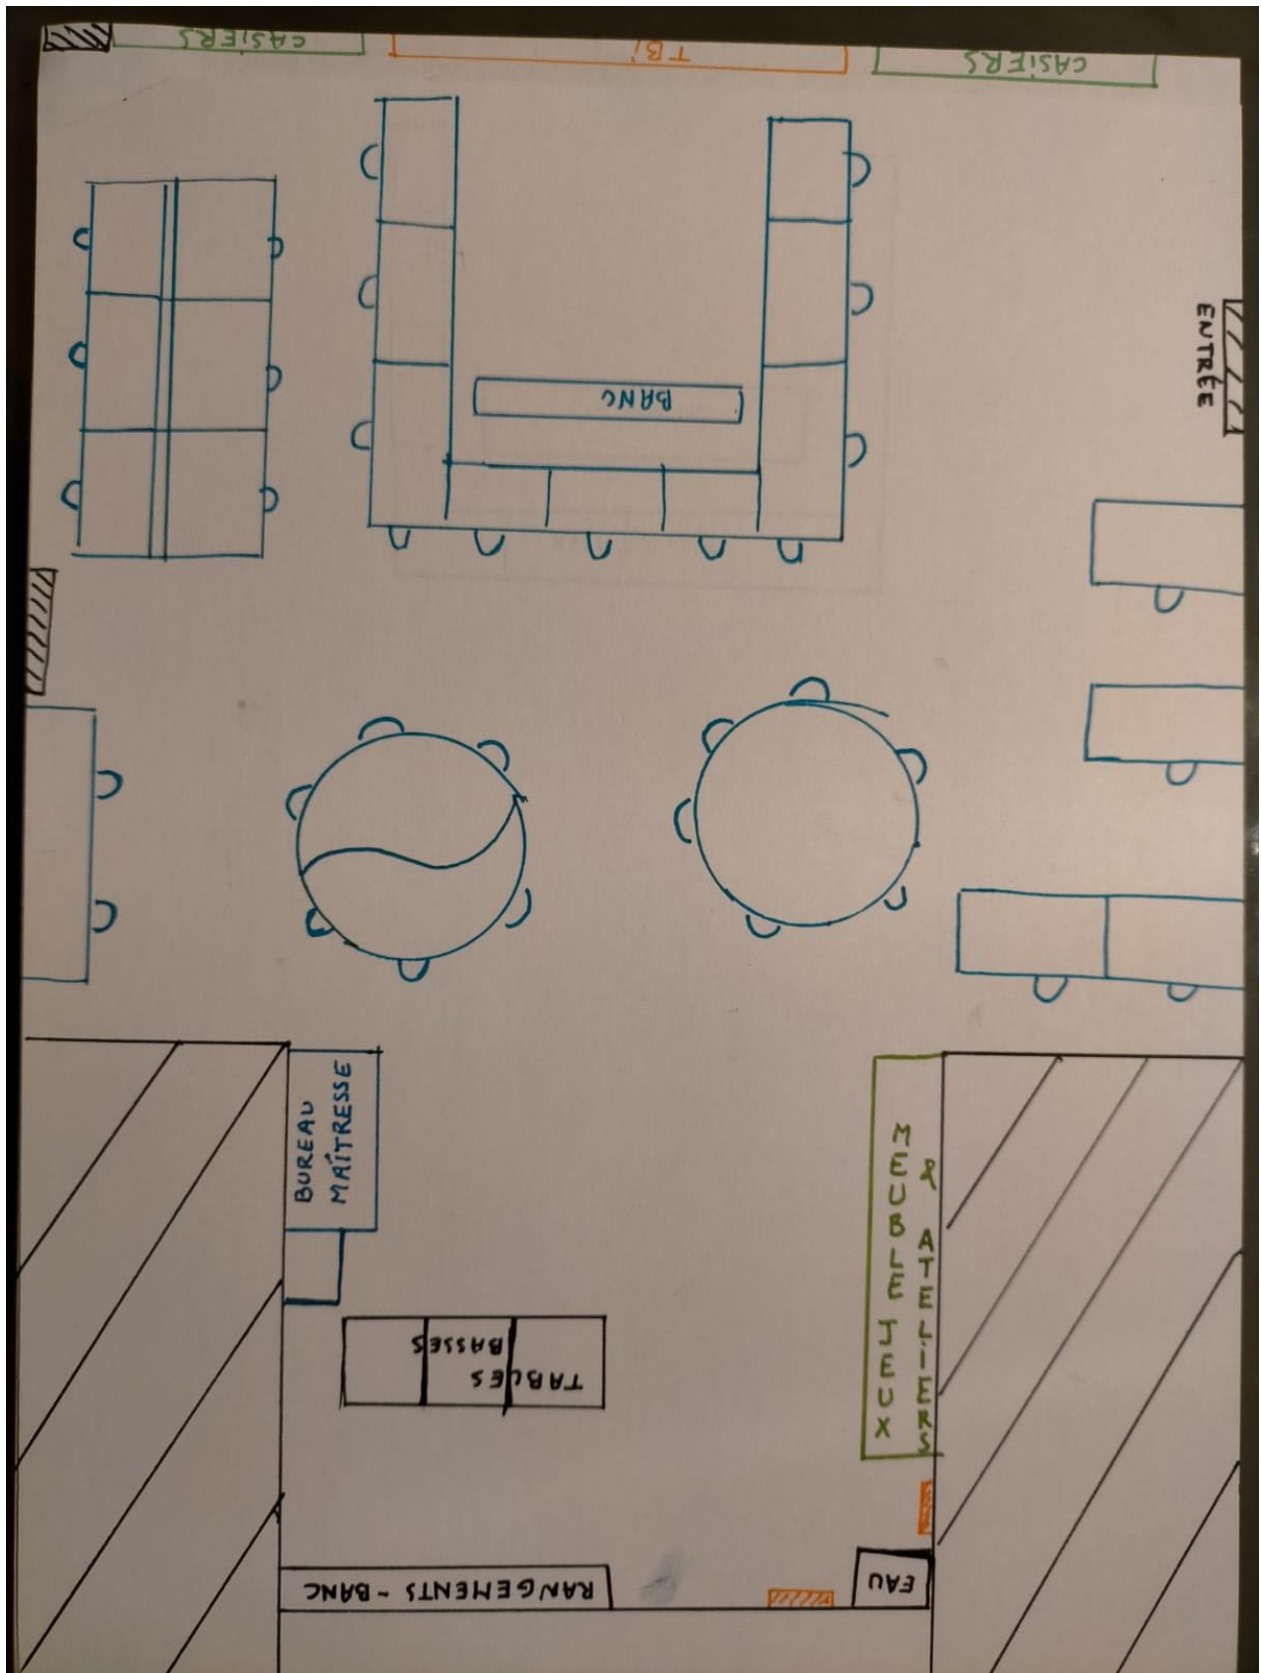 CASIERS
TBI
CASIERS
BANC
ENTRÉE
BUREAU
MAÎTRESSE
MEUBLE JEUX
& ATELIERS
TABLES
BASSES
RANGEMENTS - BANC
EAU